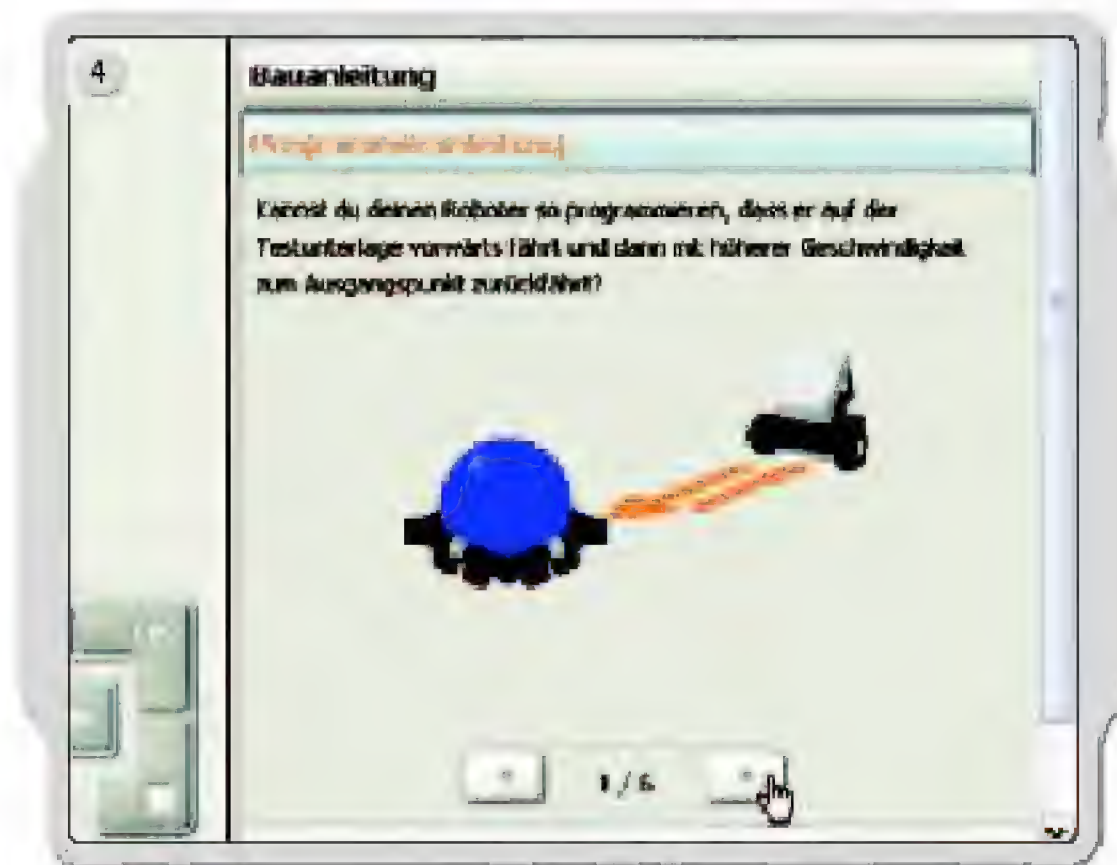 4
Bauanleitung
Kannst du deinen Roboter so programmieren, dass er auf der
Testunterlage vorwärts fährt und dann mit höherer Geschwindigkeit
zum Ausgangspunkt zurückfährt?
1 / 6